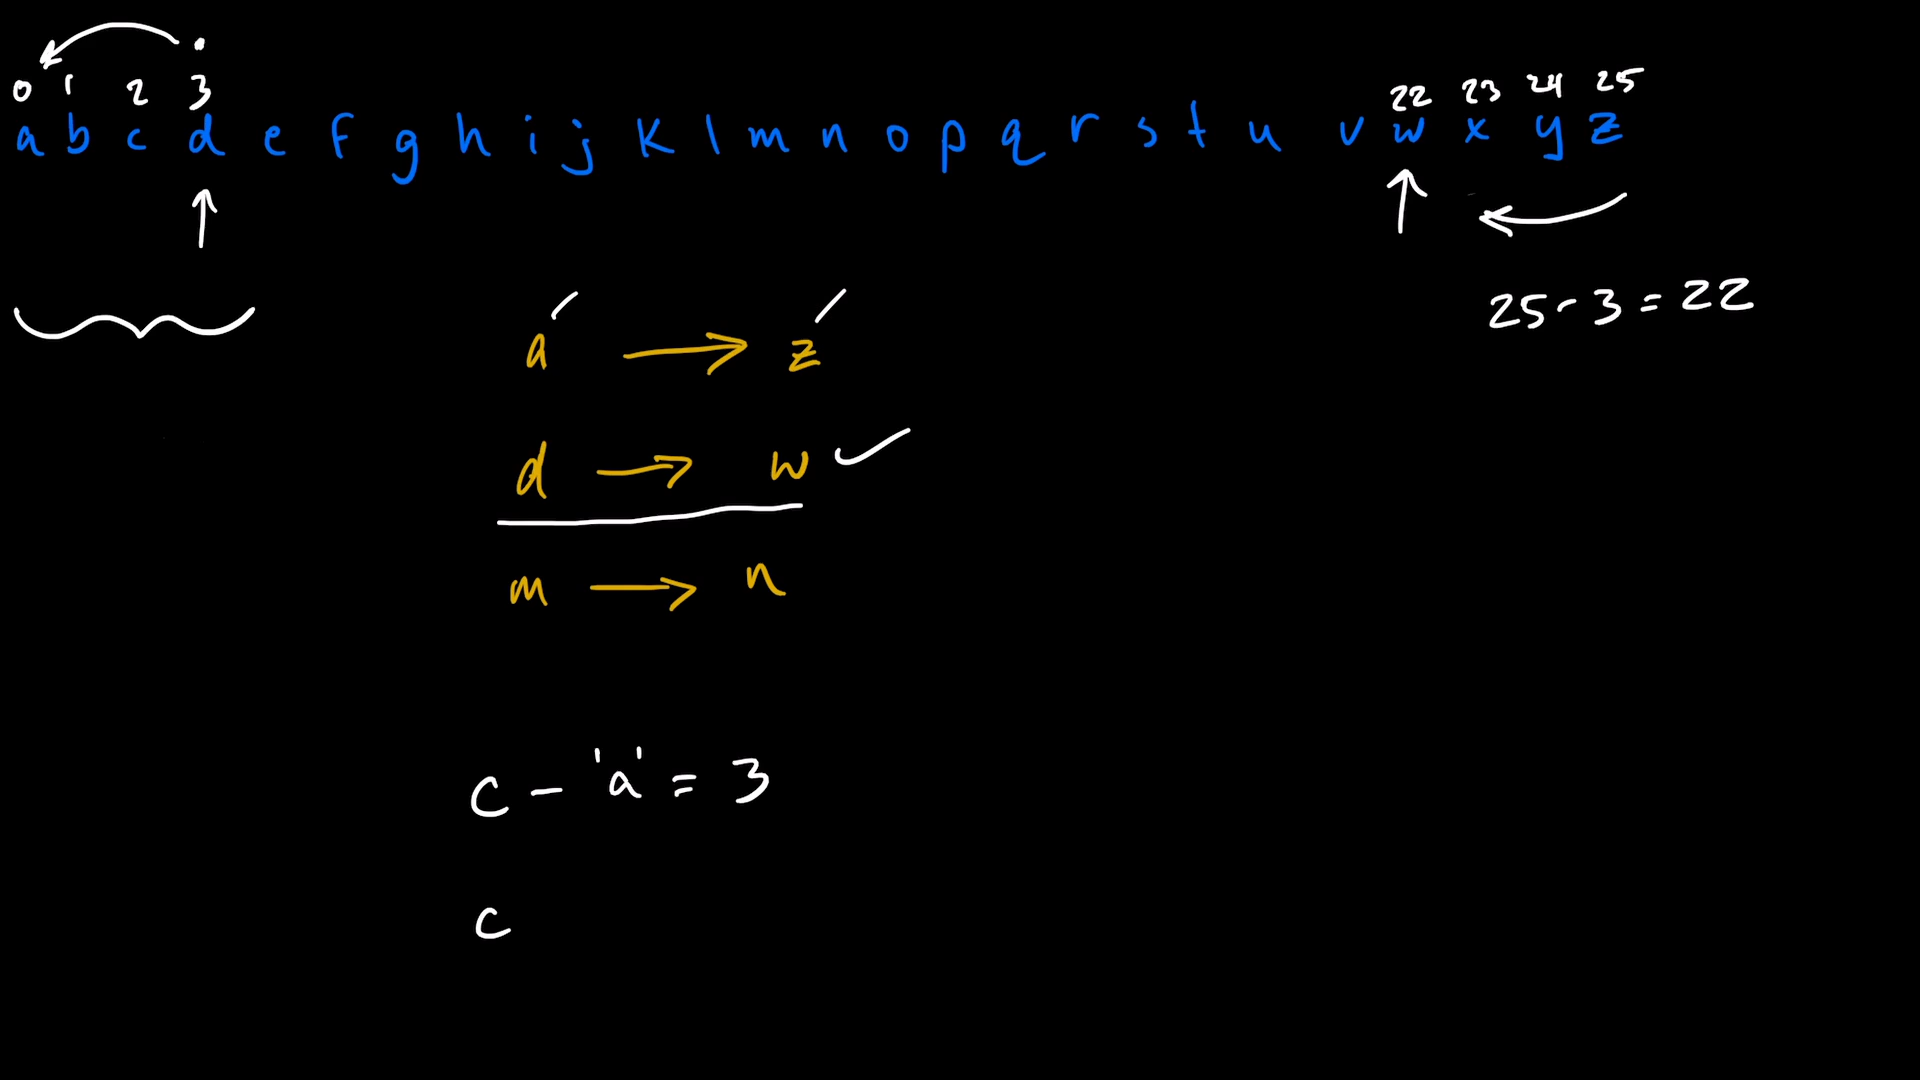 0 1 2 3 22 23 24 25
a b c d e f g h i j k l m n o p q r s t u v w x y z
25 - 3 = 22
a → z
d → w
m → n
c - 'a' = 3
c